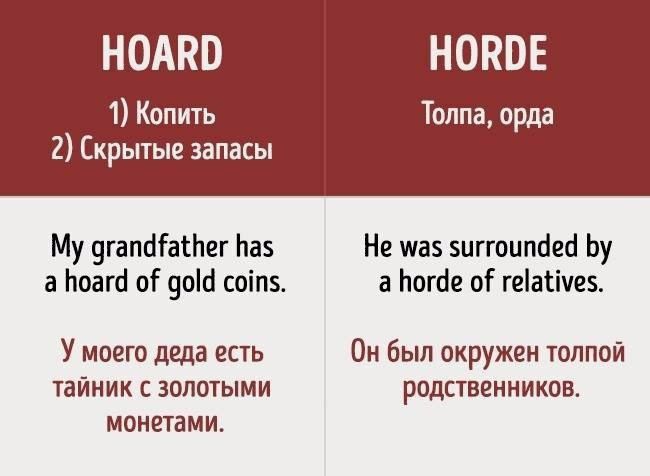 HOARD
1) Копить
2) Скрытые запасы
HORDE
Толпа, орда
My grandfather has
a hoard of gold coins.
У моего деда есть
тайник с золотыми
монетами.
He was surrounded by
a horde of relatives.
Он был окружен толпой
родственников.